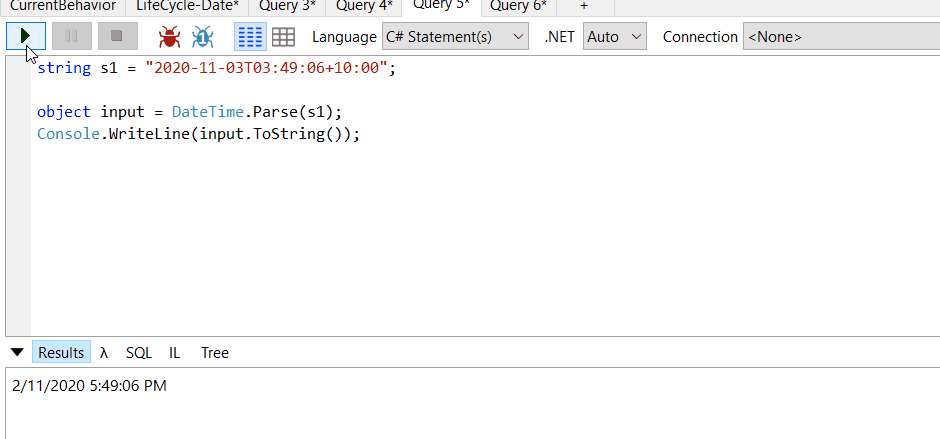 CurrentBehavior LifeCycle-Date* Query 3* Query 4* Query 5* Query 6* +
Language C# Statement(s) .NET Auto Connection <None>
string s1 = "2020-11-03T03:49:06+10:00";
object input = DateTime.Parse(s1);
Console.WriteLine(input.ToString());
Results λ SQL IL Tree
2/11/2020 5:49:06 PM